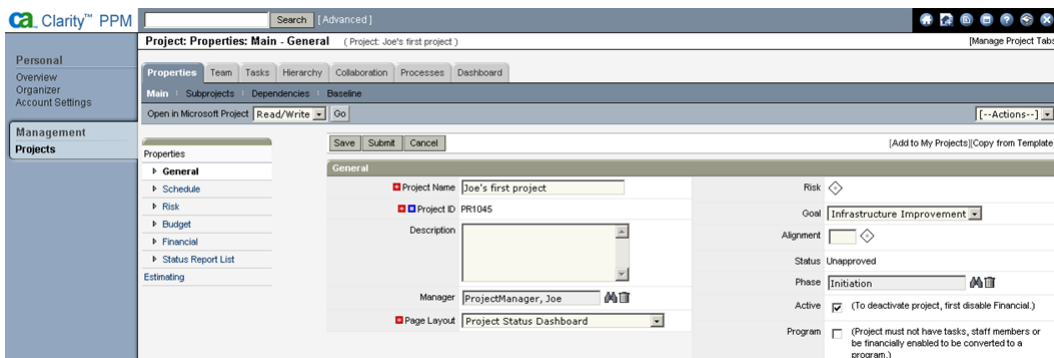 ca Clarity™ PPM
Search [Advanced]
Project: Properties: Main - General (Project: Joe's first project)
[Manage Project Tabs
Personal
Overview
Organizer
Account Settings
Management
Projects
Properties Team Tasks Hierarchy Collaboration Processes Dashboard
Main Subprojects Dependencies Baseline
Open in Microsoft Project Read/Write Go
[--Actions--]
Save Submit Cancel
[Add to My Projects][Copy from Template
Properties
General
Schedule
Risk
Budget
Financial
Status Report List
Estimating
General
Project Name Joe's first project
Project ID PR1045
Description
Manager ProjectManager, Joe
Page Layout Project Status Dashboard
Risk
Goal Infrastructure Improvement
Alignment
Status Unapproved
Phase Initiation
Active (To deactivate project, first disable Financial.)
Program (Project must not have tasks, staff members or
be financially enabled to be converted to a
program.)